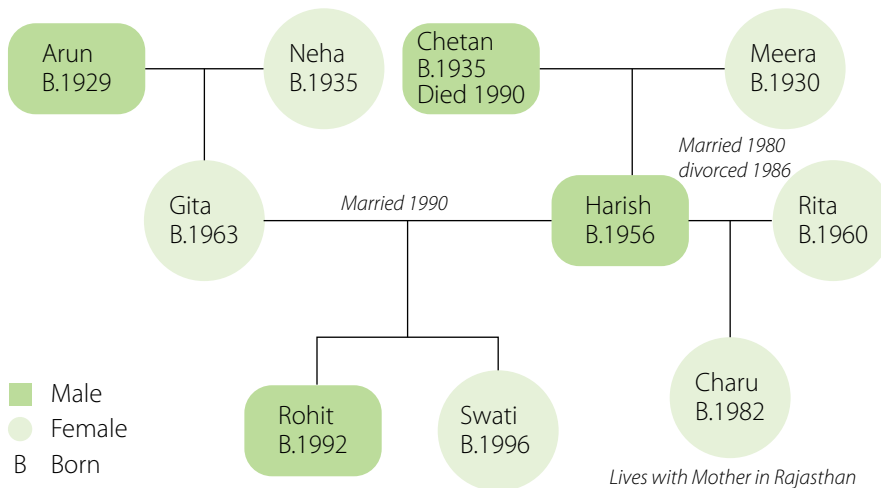 Arun
B.1929
Neha
B.1935
Chetan
B.1935
Died 1990
Meera
B.1930
Married 1980
divorced 1986
Gita
B.1963
Married 1990
Harish
B.1956
Rita
B.1960
Male
Female
B Born
Rohit
B.1992
Swati
B.1996
Charu
B.1982
Lives with Mother in Rajasthan